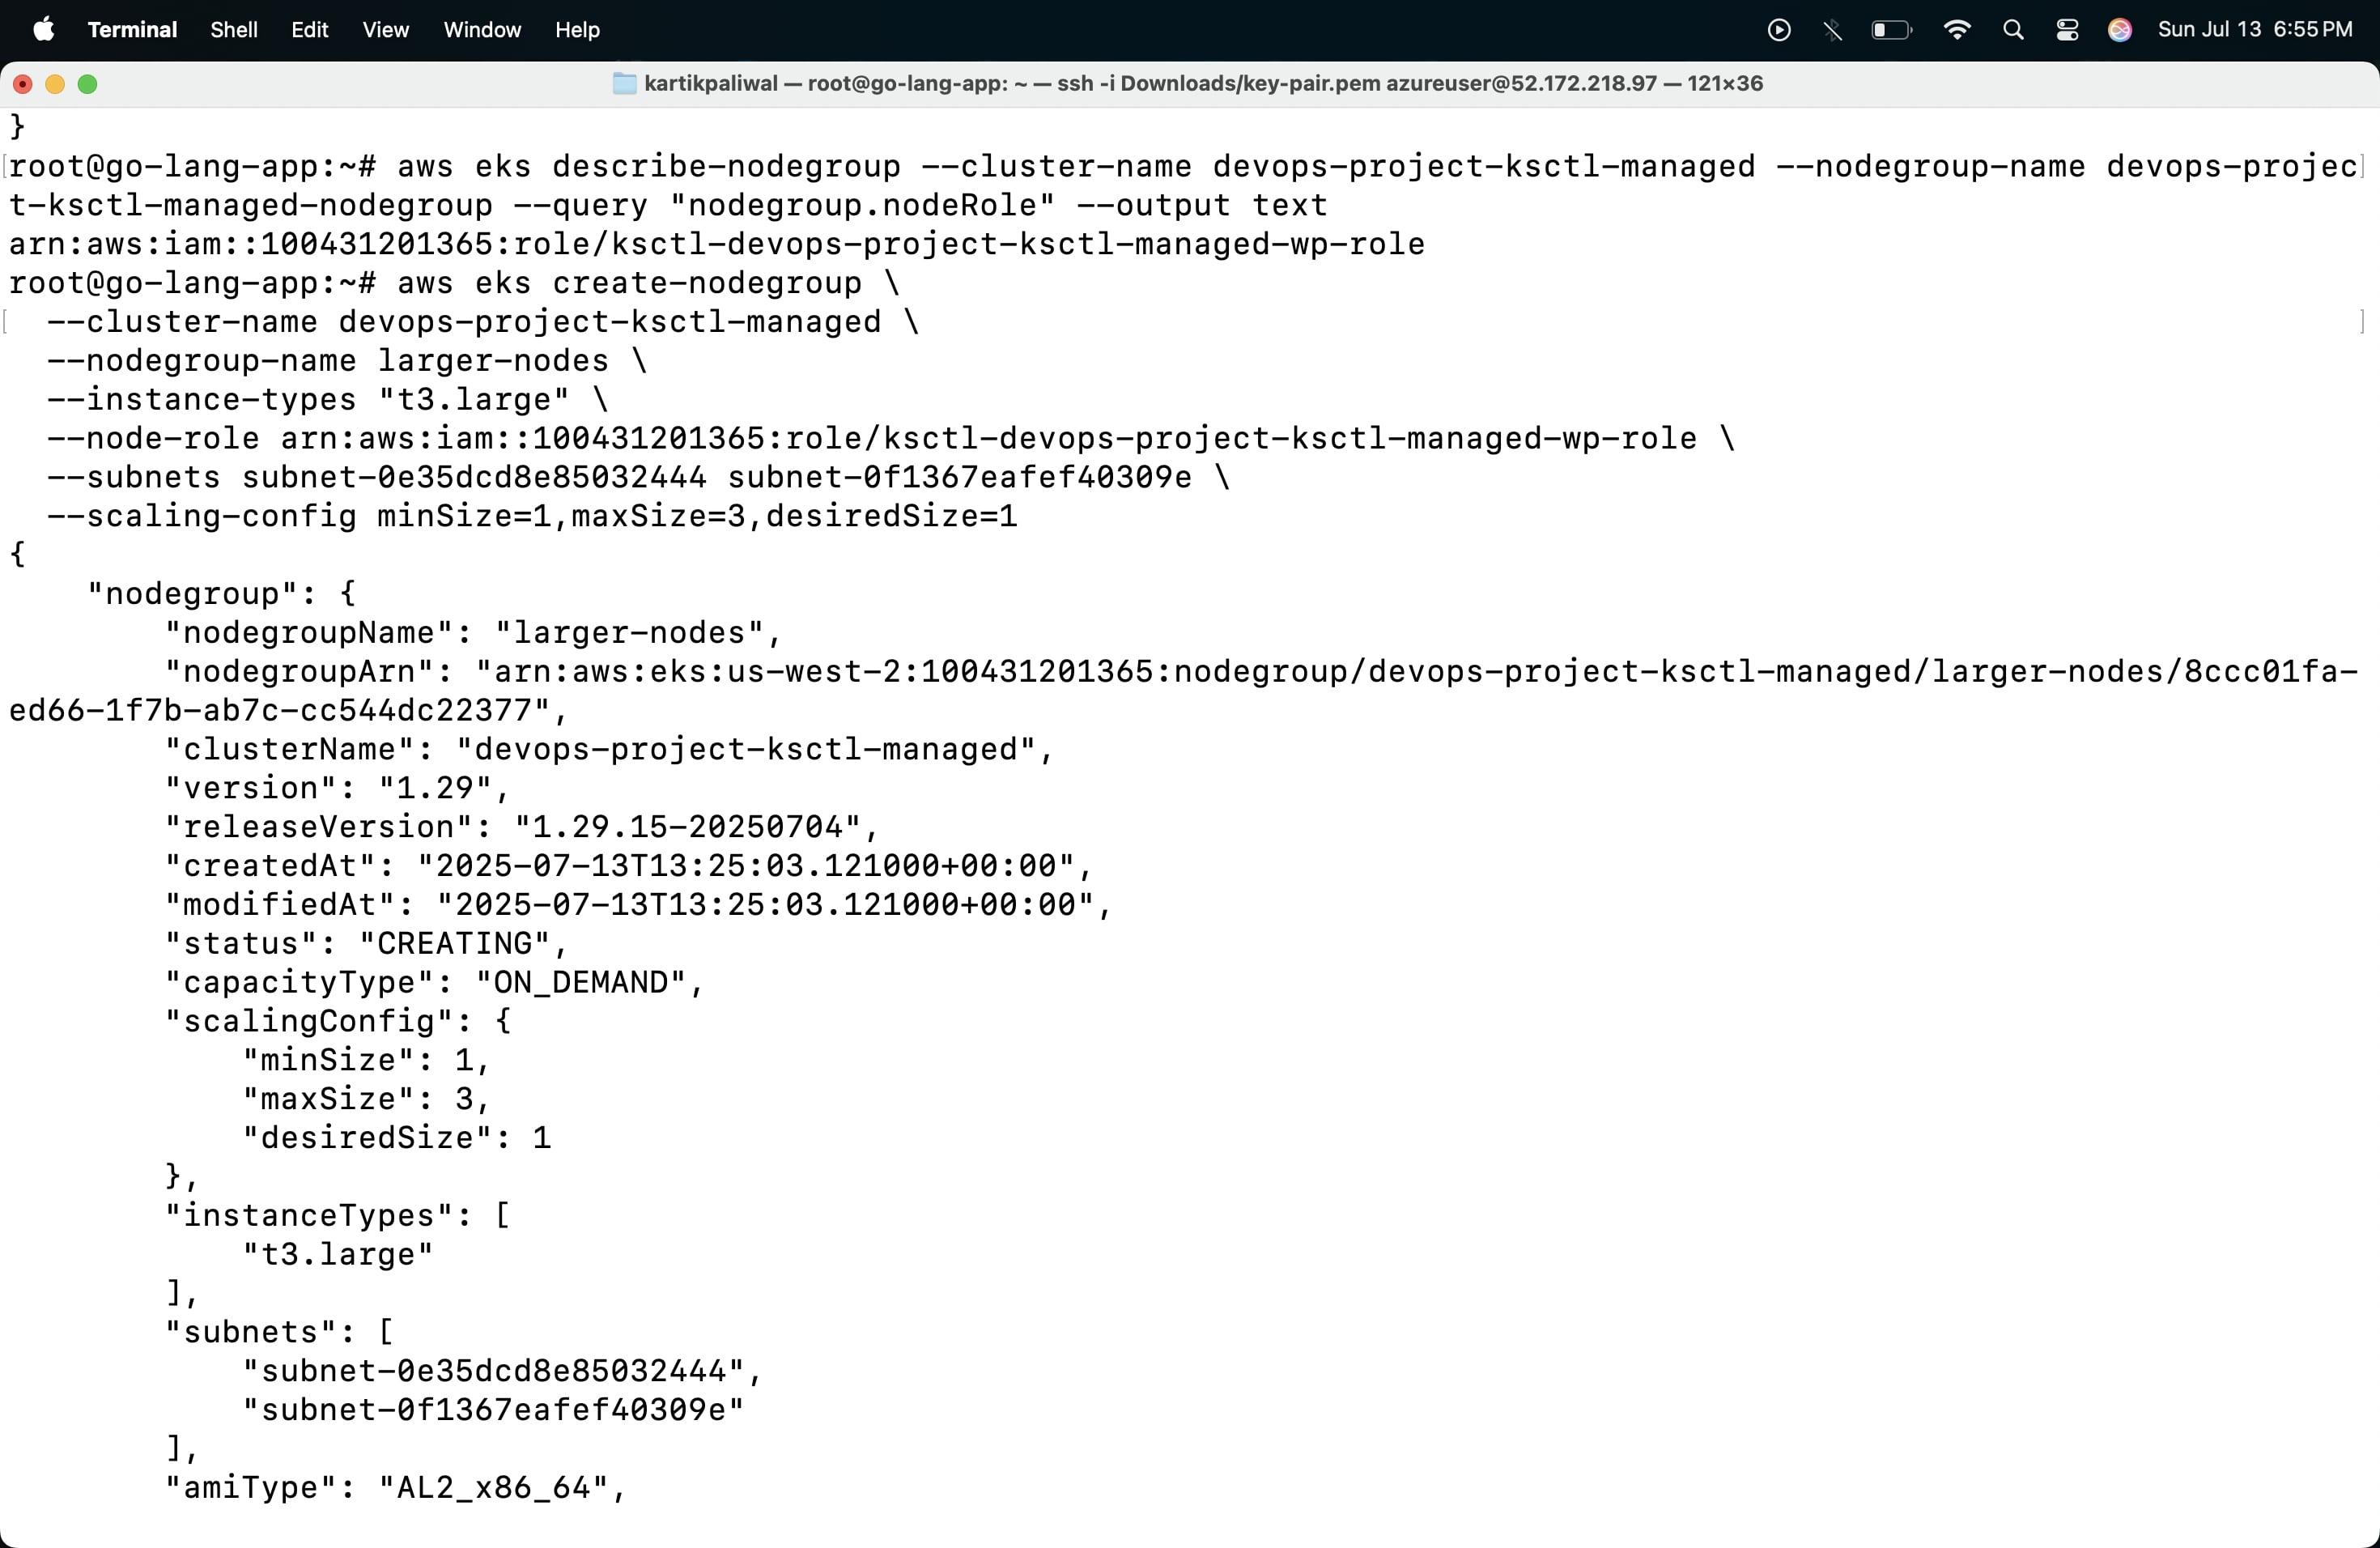 Terminal Shell Edit View Window Help Sun Jul 13 6:55 PM
kartikpaliwal — root@go-lang-app: ~ — ssh -i Downloads/key-pair.pem azureuser@52.172.218.97 — 121×36
}
[root@go-lang-app:~# aws eks describe-nodegroup --cluster-name devops-project-ksctl-managed --nodegroup-name devops-projec]
t-ksctl-managed-nodegroup --query "nodegroup.nodeRole" --output text
arn:aws:iam::100431201365:role/ksctl-devops-project-ksctl-managed-wp-role
root@go-lang-app:~# aws eks create-nodegroup \
[  --cluster-name devops-project-ksctl-managed \ ]
  --nodegroup-name larger-nodes \
  --instance-types "t3.large" \
  --node-role arn:aws:iam::100431201365:role/ksctl-devops-project-ksctl-managed-wp-role \
  --subnets subnet-0e35dcd8e85032444 subnet-0f1367eafef40309e \
  --scaling-config minSize=1,maxSize=3,desiredSize=1
{
    "nodegroup": {
        "nodegroupName": "larger-nodes",
        "nodegroupArn": "arn:aws:eks:us-west-2:100431201365:nodegroup/devops-project-ksctl-managed/larger-nodes/8ccc01fa-
ed66-1f7b-ab7c-cc544dc22377",
        "clusterName": "devops-project-ksctl-managed",
        "version": "1.29",
        "releaseVersion": "1.29.15-20250704",
        "createdAt": "2025-07-13T13:25:03.121000+00:00",
        "modifiedAt": "2025-07-13T13:25:03.121000+00:00",
        "status": "CREATING",
        "capacityType": "ON_DEMAND",
        "scalingConfig": {
            "minSize": 1,
            "maxSize": 3,
            "desiredSize": 1
        },
        "instanceTypes": [
            "t3.large"
        ],
        "subnets": [
            "subnet-0e35dcd8e85032444",
            "subnet-0f1367eafef40309e"
        ],
        "amiType": "AL2_x86_64",